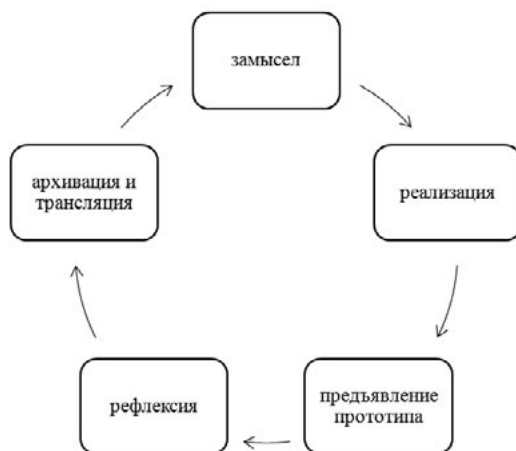 замысел
реализация
предъявление
прототипа
рефлексия
архивация и
трансляция